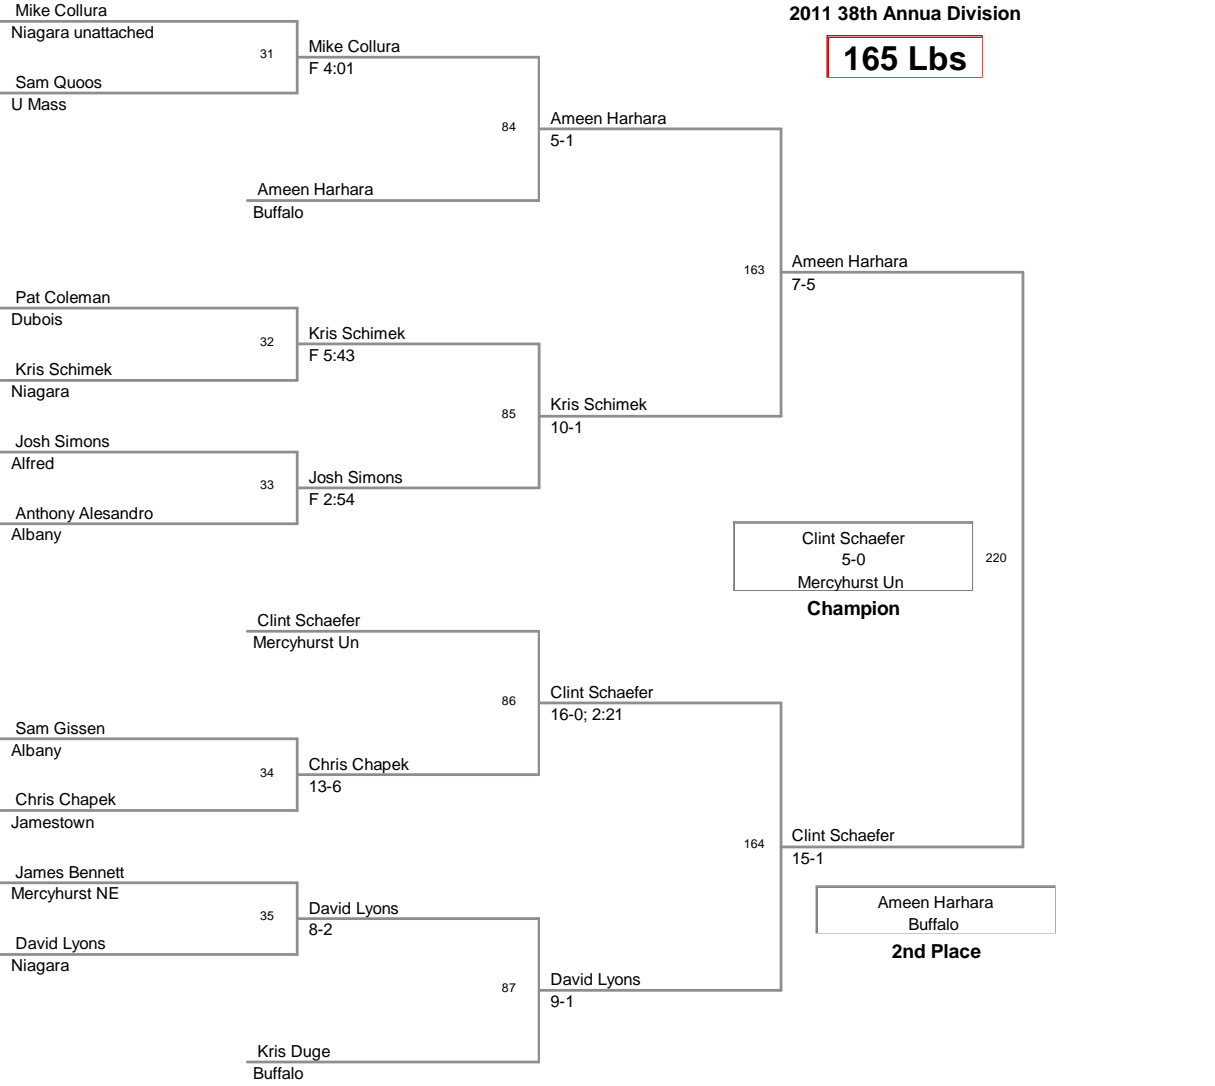 2011 38th Annua Division
165 Lbs
Mike Collura
Niagara unattached
31
Mike Collura
F 4:01
Sam Quoos
U Mass
84
Ameen Harhara
5-1
Ameen Harhara
Buffalo
163
Ameen Harhara
7-5
Pat Coleman
Dubois
32
Kris Schimek
F 5:43
Kris Schimek
Niagara
85
Kris Schimek
10-1
Josh Simons
Alfred
33
Josh Simons
F 2:54
Anthony Alesandro
Albany
Clint Schaefer
5-0
Mercyhurst Un
220
Champion
Clint Schaefer
Mercyhurst Un
86
Clint Schaefer
16-0; 2:21
Sam Gissen
Albany
34
Chris Chapek
13-6
Chris Chapek
Jamestown
164
Clint Schaefer
15-1
James Bennett
Mercyhurst NE
35
David Lyons
8-2
David Lyons
Niagara
Ameen Harhara
Buffalo
2nd Place
87
David Lyons
9-1
Kris Duge
Buffalo